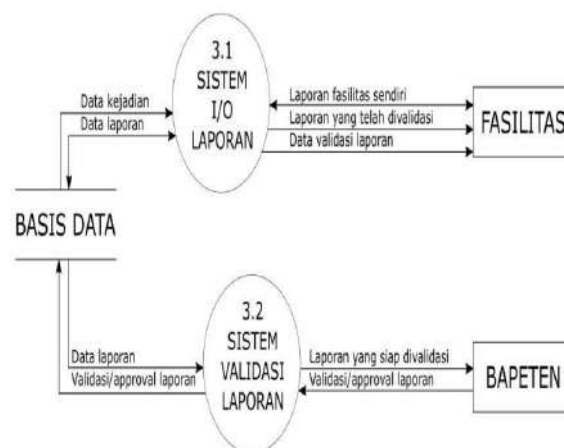 3.1
SISTEM
I/O
LAPORAN
Data kejadian
Data laporan
Laporan fasilitas sendiri
Laporan yang telah divalidasi
Data validasi laporan
FASILITAS
BASIS DATA
3.2
SISTEM
VALIDASI
LAPORAN
Data laporan
Validasi/approval laporan
Laporan yang siap divalidasi
Validasi/approval laporan
BAPETEN